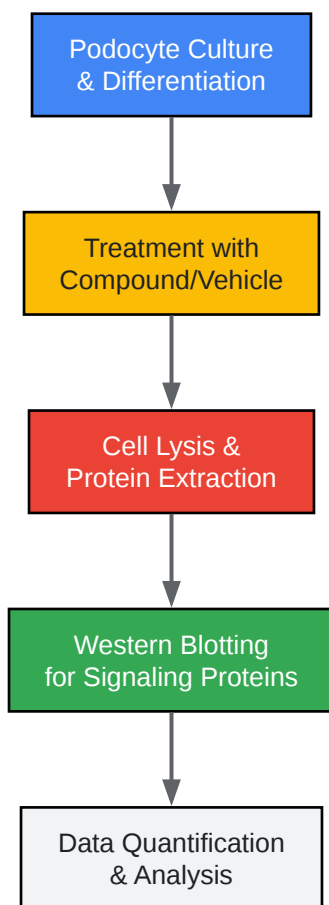 Podocyte Culture
& Differentiation
Treatment with
Compound/Vehicle
Cell Lysis &
Protein Extraction
Western Blotting
for Signaling Proteins
Data Quantification
& Analysis